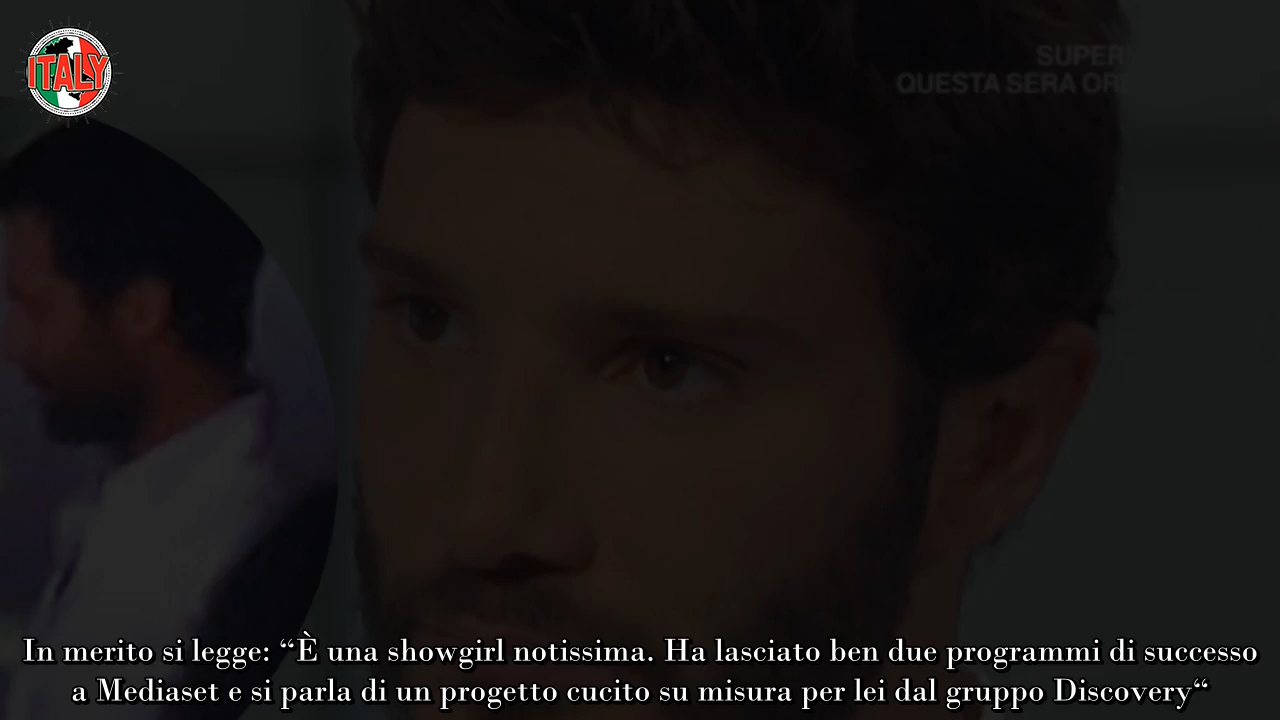 ITALY
SUPER
QUESTA SERA
In merito si legge: “È una showgirl notissima. Ha lasciato ben due programmi di successo
a Mediaset e si parla di un progetto cucito su misura per lei dal gruppo Discovery“